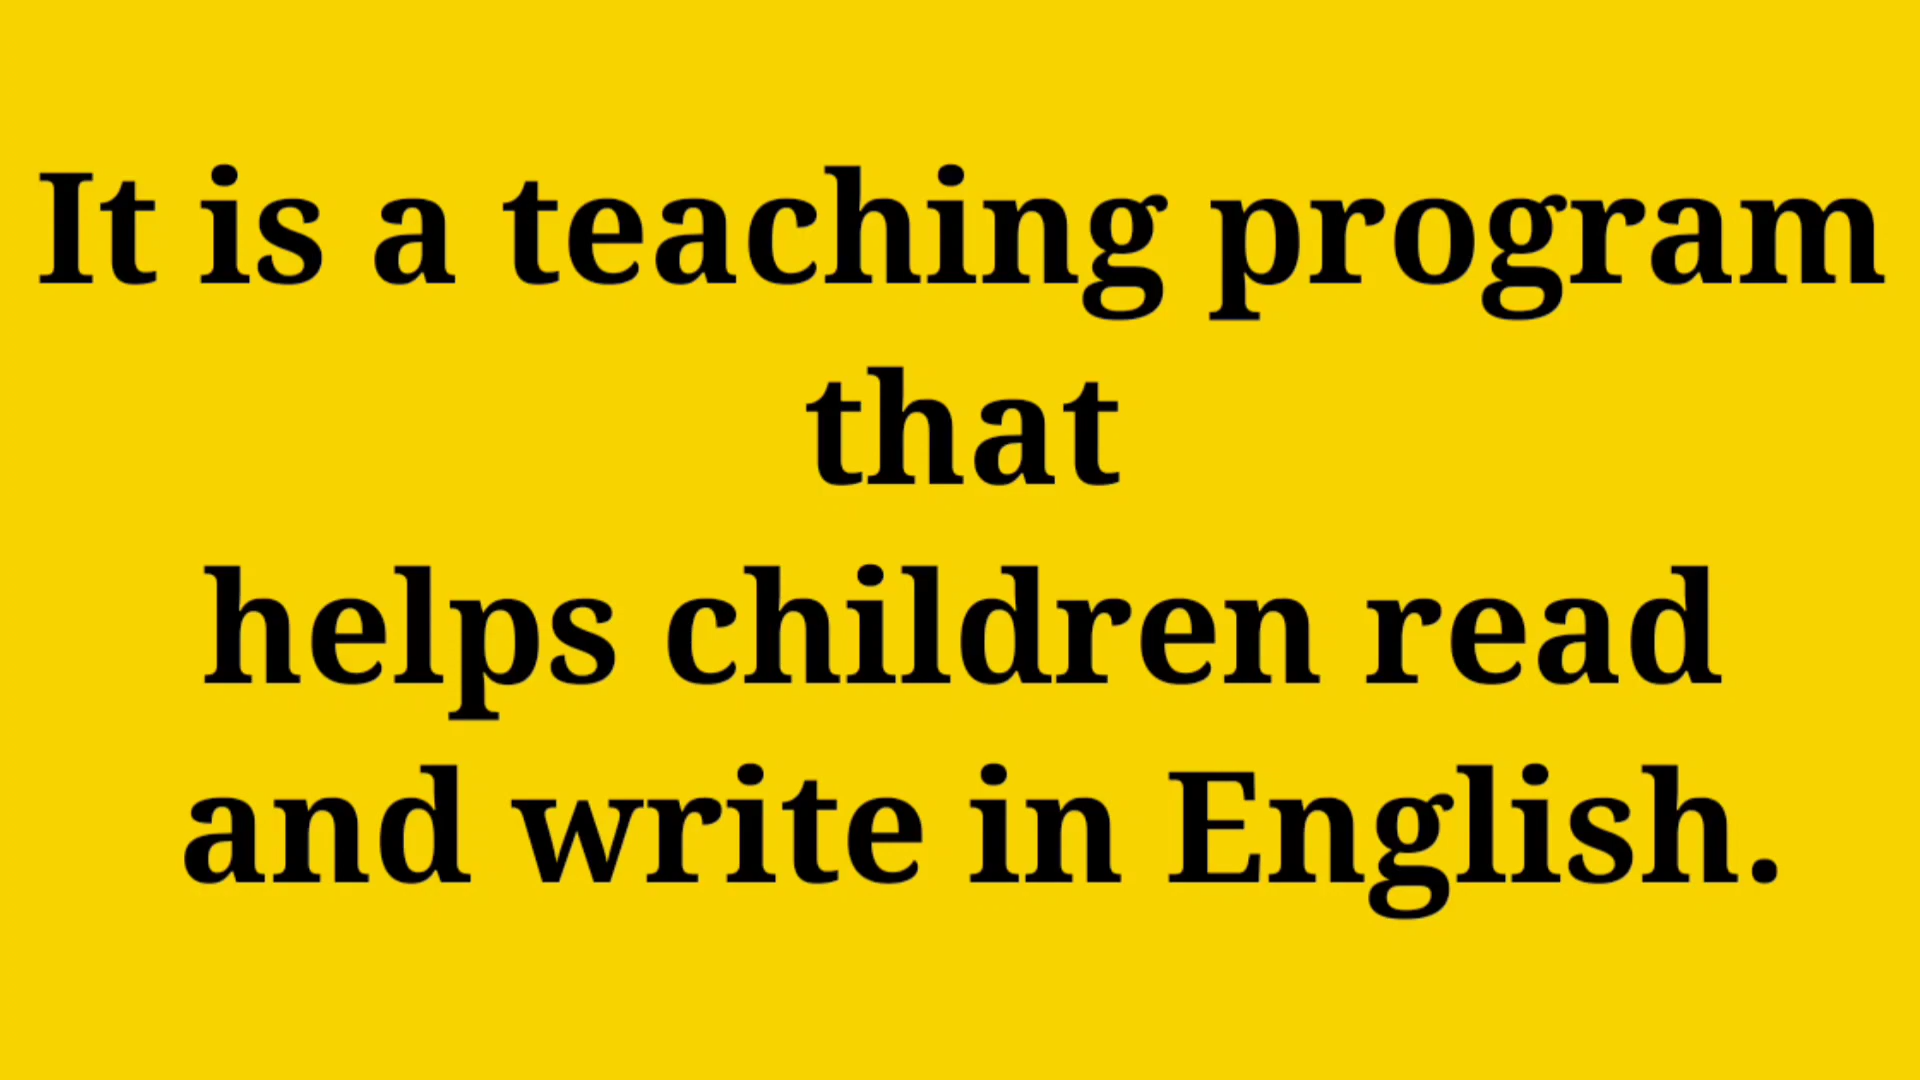 It is a teaching program
that
helps children read
and write in English.